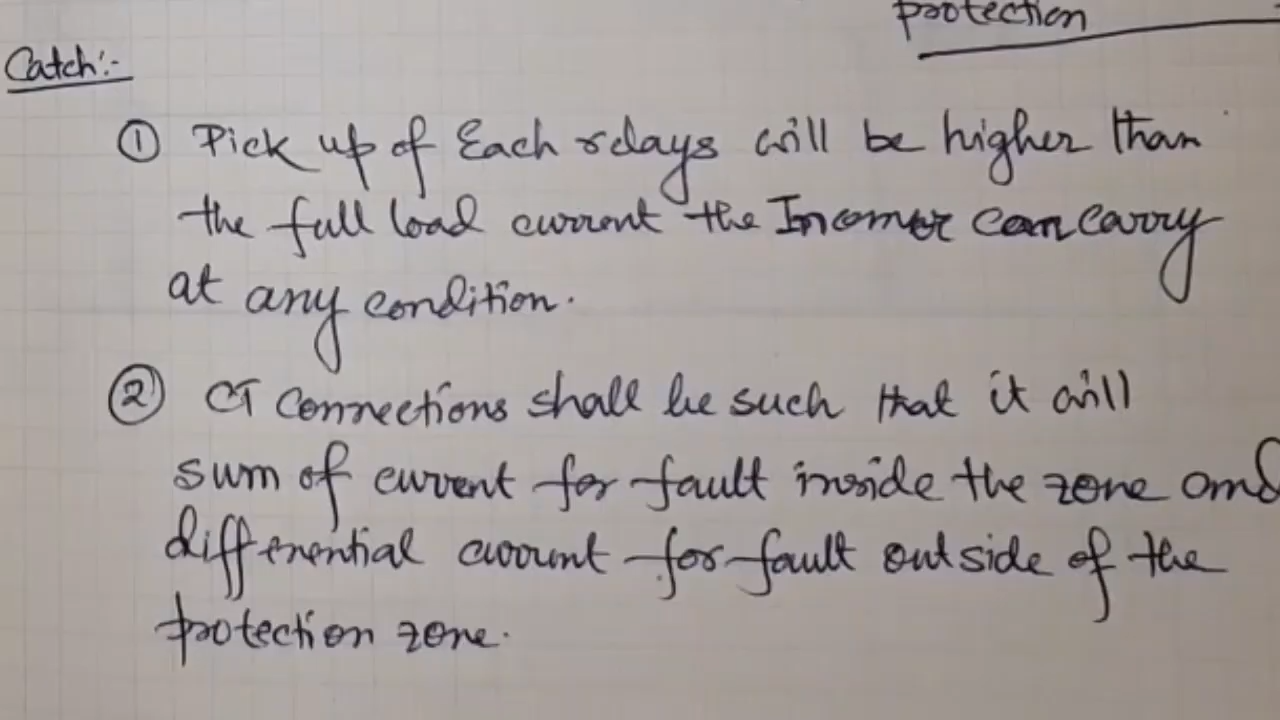 protection
Catch:-
① Pick up of Each relays will be higher than
the full load current the Incomer can carry
at any condition.
② CT Connections shall be such that it will
sum of current for fault inside the zone and
differential current for fault outside of the
protection zone.